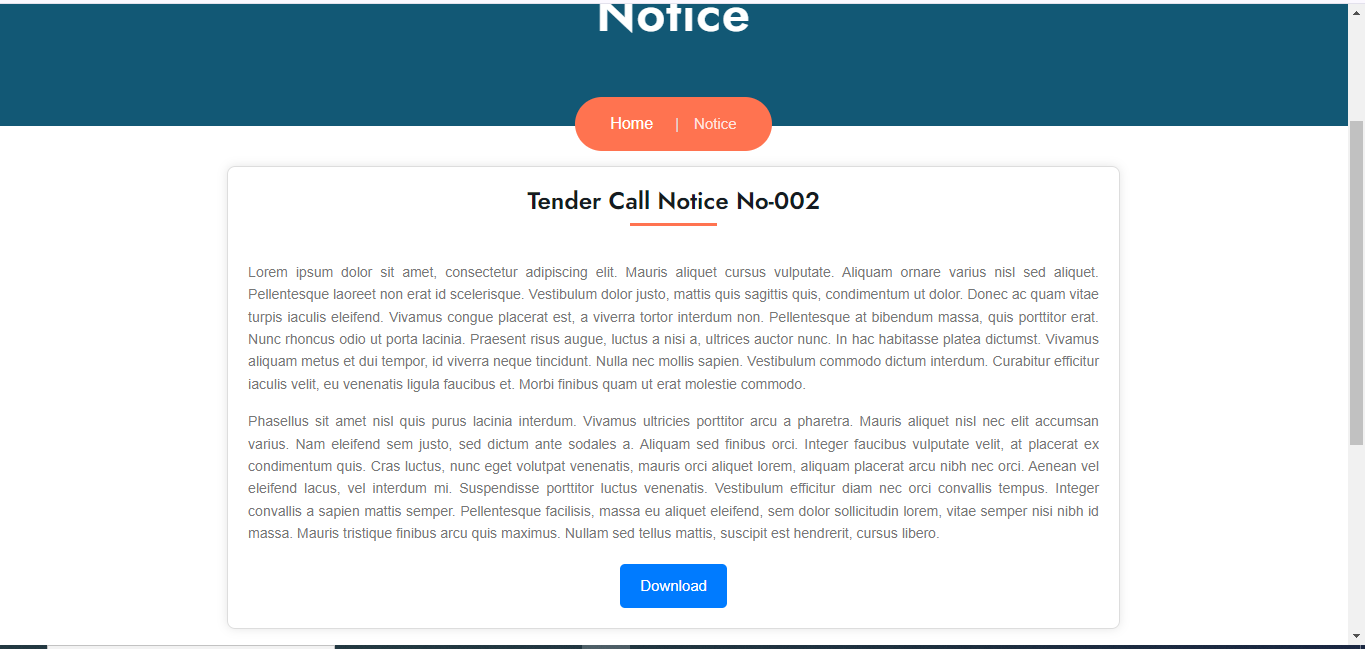 Notice
Home | Notice
Tender Call Notice No-002
Lorem ipsum dolor sit amet, consectetur adipiscing elit. Mauris aliquet cursus vulputate. Aliquam ornare varius nisl sed aliquet.
Pellentesque laoreet non erat id scelerisque. Vestibulum dolor justo, mattis quis sagittis quis, condimentum ut dolor. Donec ac quam vitae
turpis iaculis eleifend. Vivamus congue placerat est, a viverra tortor interdum non. Pellentesque at bibendum massa, quis porttitor erat.
Nunc rhoncus odio ut porta lacinia. Praesent risus augue, luctus a nisi a, ultrices auctor nunc. In hac habitasse platea dictumst. Vivamus
aliquam metus et dui tempor, id viverra neque tincidunt. Nulla nec mollis sapien. Vestibulum commodo dictum interdum. Curabitur efficitur
iaculis velit, eu venenatis ligula faucibus et. Morbi finibus quam ut erat molestie commodo.
Phasellus sit amet nisl quis purus lacinia interdum. Vivamus ultricies porttitor arcu a pharetra. Mauris aliquet nisl nec elit accumsan
varius. Nam eleifend sem justo, sed dictum ante sodales a. Aliquam sed finibus orci. Integer faucibus vulputate velit, at placerat ex
condimentum quis. Cras luctus, nunc eget volutpat venenatis, mauris orci aliquet lorem, aliquam placerat arcu nibh nec orci. Aenean vel
eleifend lacus, vel interdum mi. Suspendisse porttitor luctus venenatis. Vestibulum efficitur diam nec orci convallis tempus. Integer
convallis a sapien mattis semper. Pellentesque facilisis, massa eu aliquet eleifend, sem dolor sollicitudin lorem, vitae semper nisi nibh id
massa. Mauris tristique finibus arcu quis maximus. Nullam sed tellus mattis, suscipit est hendrerit, cursus libero.
Download